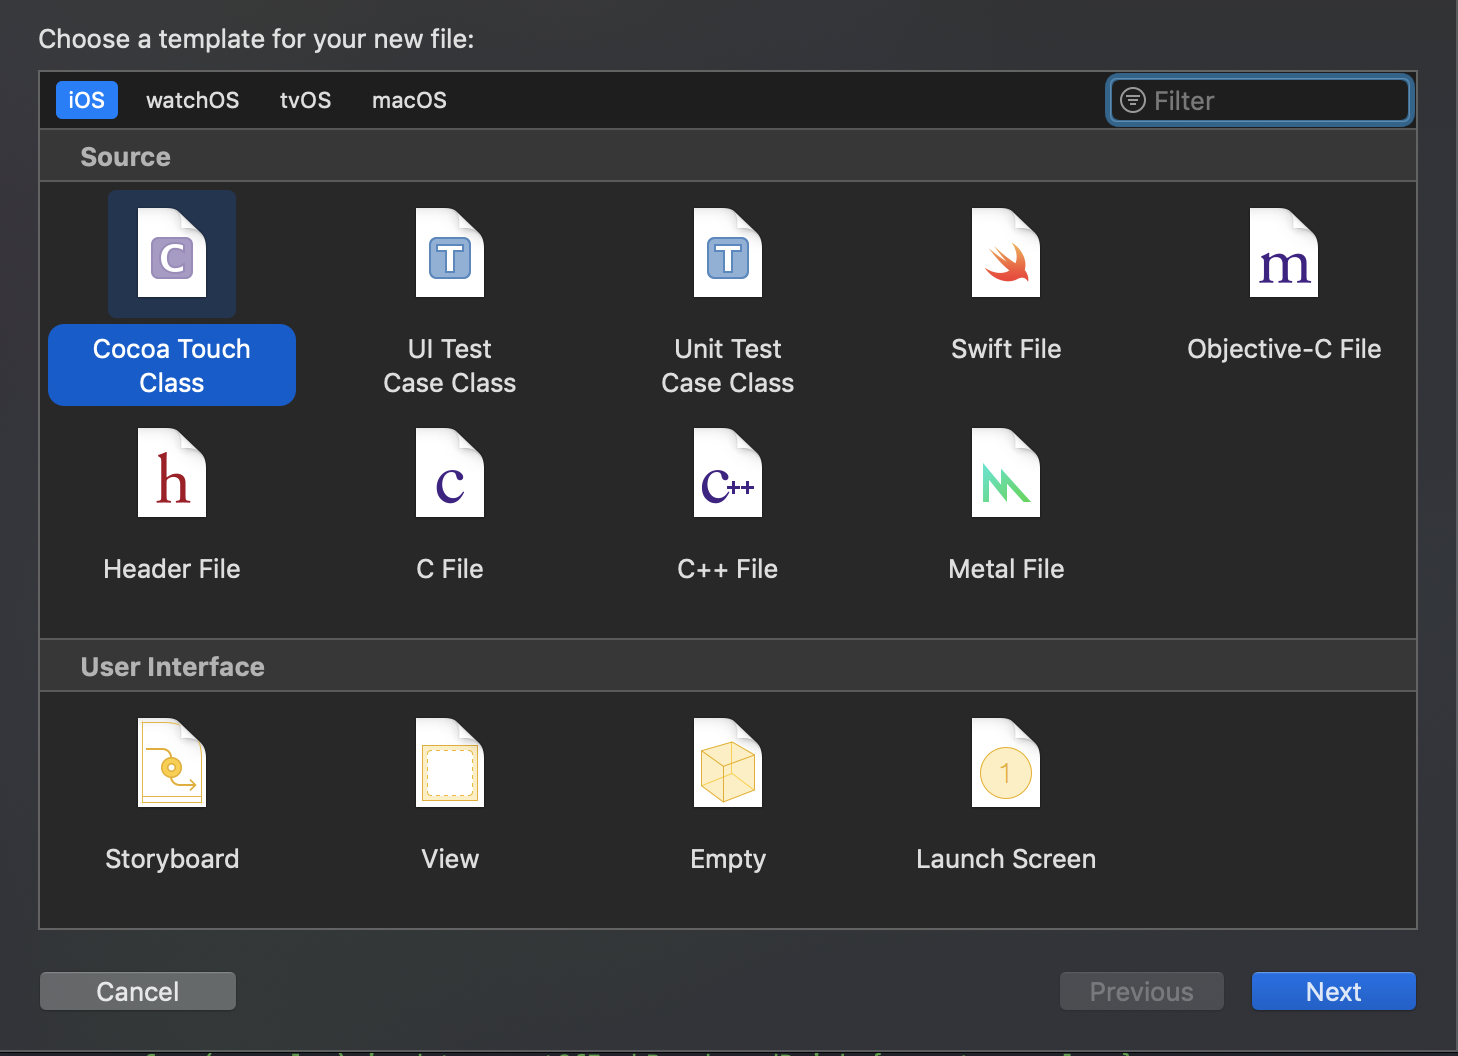 Choose a template for your new file:
iOS watchOS tvOS macOS Filter
Source
C T T m
Cocoa Touch Class
UI Test Case Class
Unit Test Case Class
Swift File
Objective-C File
h c c++
Header File C File C++ File Metal File
User Interface
1
Storyboard View Empty Launch Screen
Cancel Previous Next